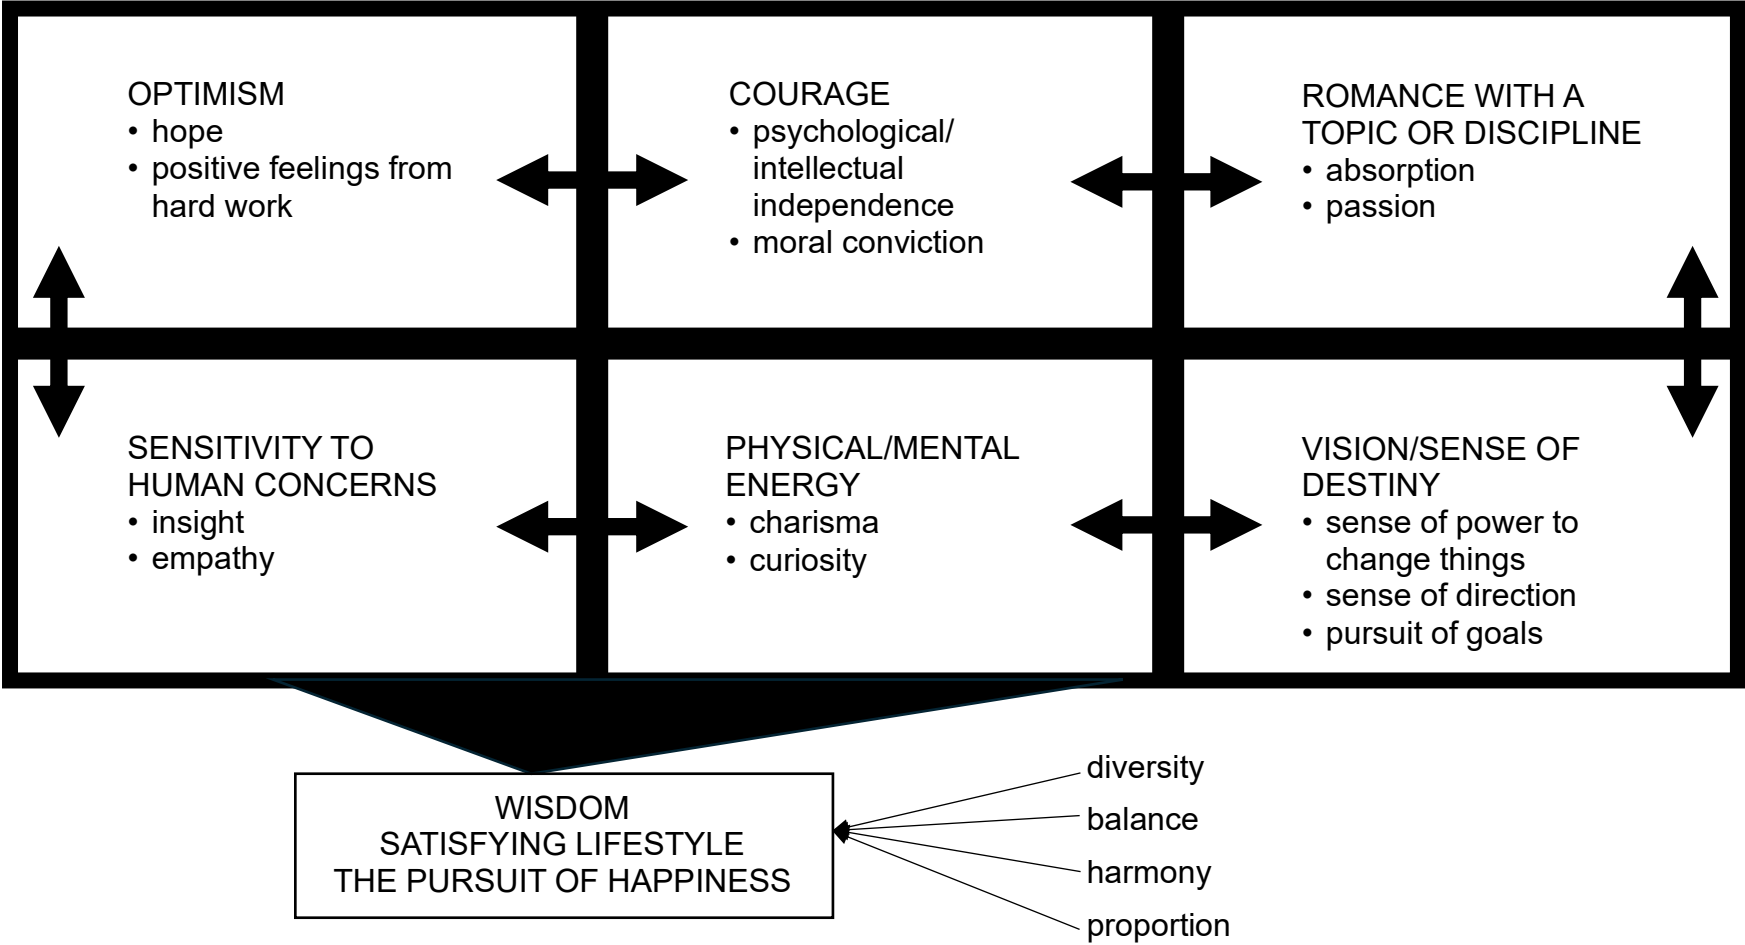 OPTIMISM
• hope
• positive feelings from
hard work
COURAGE
• psychological/
intellectual
independence
• moral conviction
ROMANCE WITH A
TOPIC OR DISCIPLINE
• absorption
• passion
SENSITIVITY TO
HUMAN CONCERNS
• insight
• empathy
PHYSICAL/MENTAL
ENERGY
• charisma
• curiosity
VISION/SENSE OF
DESTINY
• sense of power to
change things
• sense of direction
• pursuit of goals
WISDOM
SATISFYING LIFESTYLE
THE PURSUIT OF HAPPINESS
diversity
balance
harmony
proportion